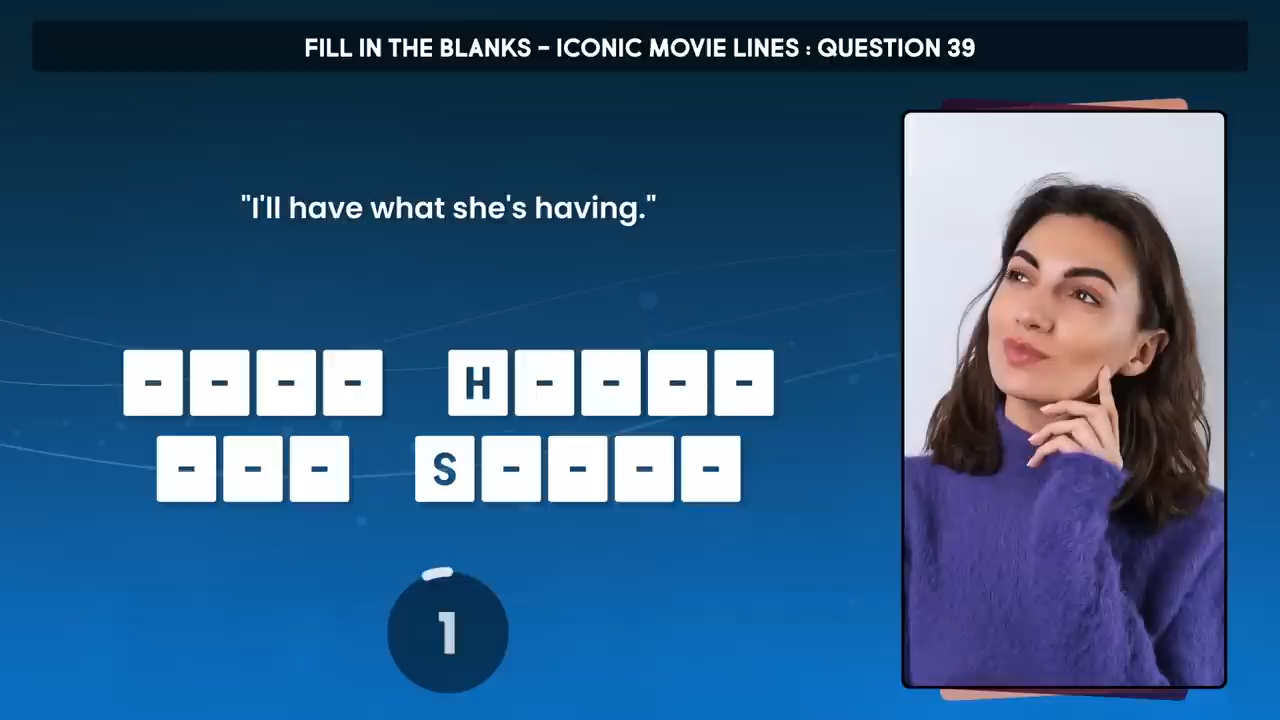 FILL IN THE BLANKS - ICONIC MOVIE LINES : QUESTION 39
"I'll have what she's having."
- - - - H - - - -
- - - S - - - -
1